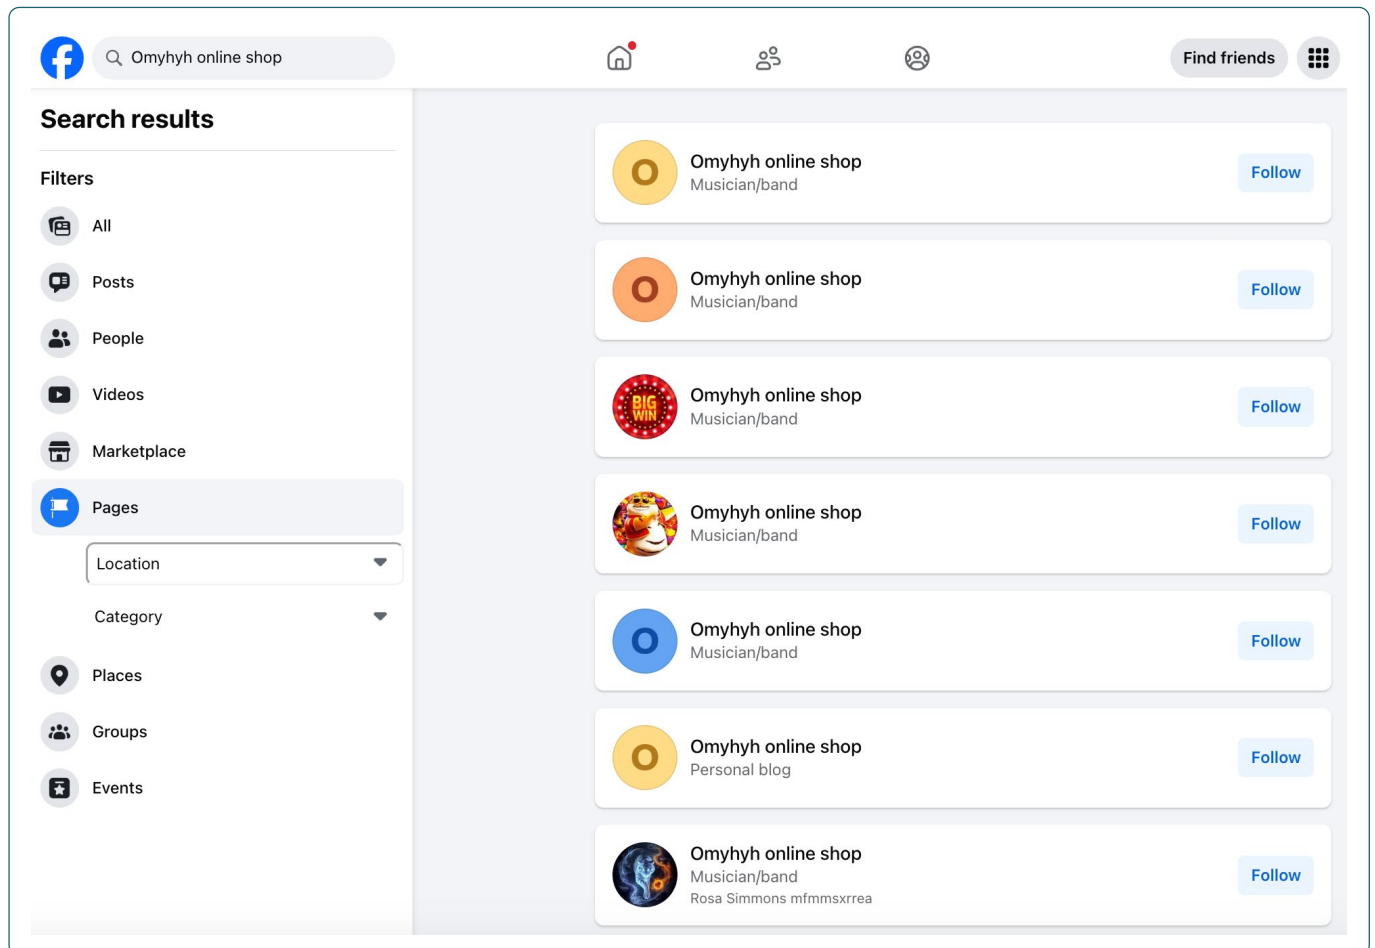 Omyhyh online shop
Find friends
Search results
Filters
All
Posts
People
Videos
Marketplace
Pages
Location
Category
Places
Groups
Events
O
Omyhyh online shop
Musician/band
Follow
O
Omyhyh online shop
Musician/band
Follow
BIG
WIN
Omyhyh online shop
Musician/band
Follow
Omyhyh online shop
Musician/band
Follow
O
Omyhyh online shop
Musician/band
Follow
O
Omyhyh online shop
Personal blog
Follow
Omyhyh online shop
Musician/band
Rosa Simmons mfmmsxrrea
Follow